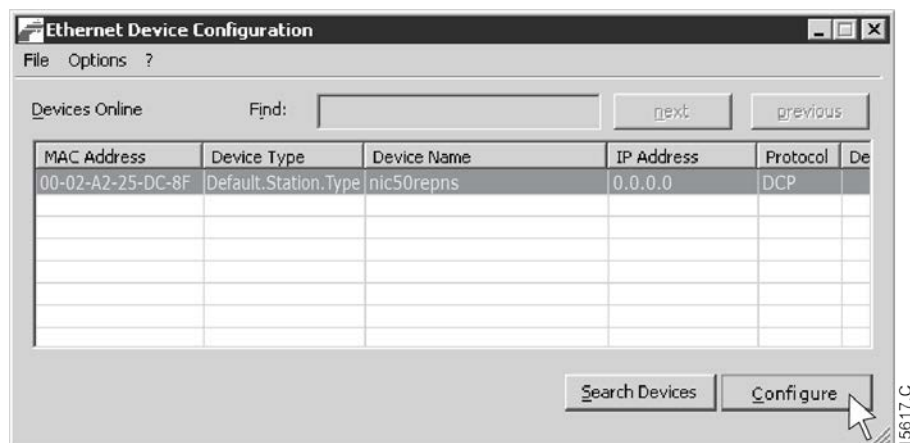 Ethernet Device Configuration
File Options ?
Devices Online Find: next previous
MAC Address Device Type Device Name IP Address Protocol De
00-02-A2-25-DC-8F Default.Station.Type nic50repns 0.0.0.0 DCP
Search Devices Configure
5617 C